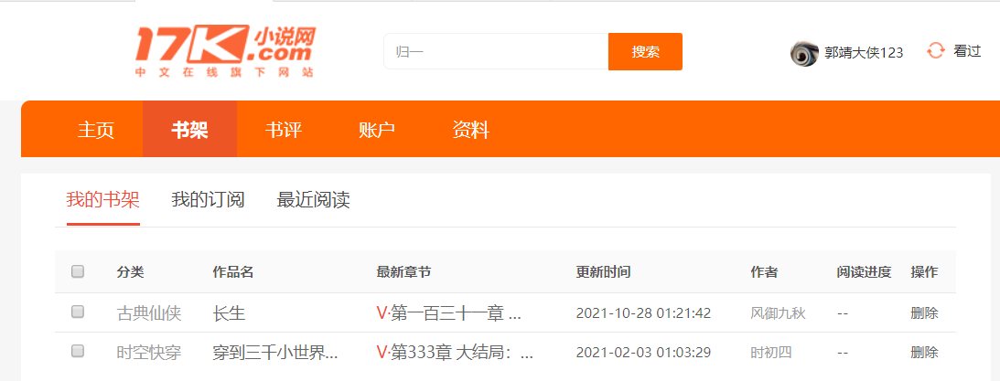 17K小说网
.com
中文在线旗下网站
归一
搜索
郭靖大侠123
看过
主页 书架 书评 账户 资料
我的书架 我的订阅 最近阅读
分类 作品名 最新章节 更新时间 作者 阅读进度 操作
古典仙侠 长生 V·第一百三十一章 ... 2021-10-28 01:21:42 风御九秋 -- 删除
时空快穿 穿到三千小世界... V·第333章 大结局：... 2021-02-03 01:03:29 时初四 -- 删除